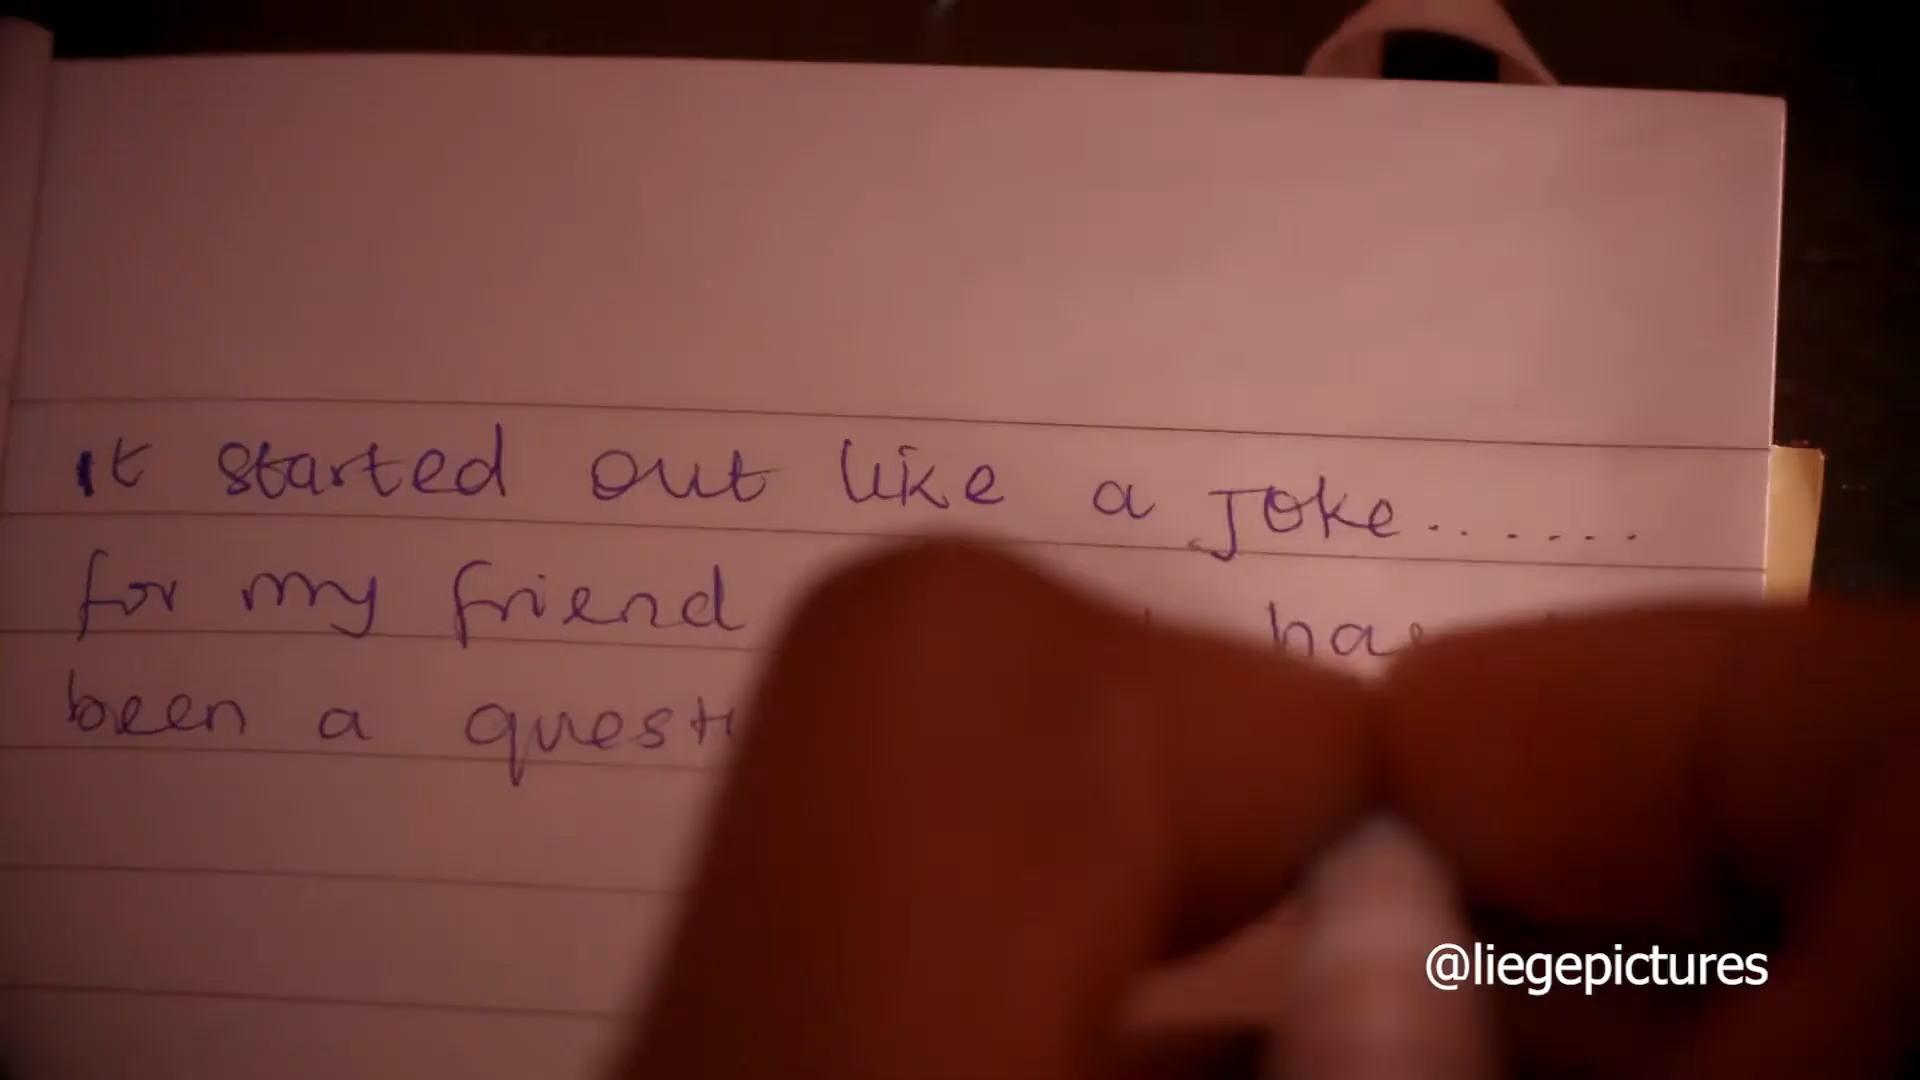 It started out like a Joke.......
for my friend
been a
@liegepictures